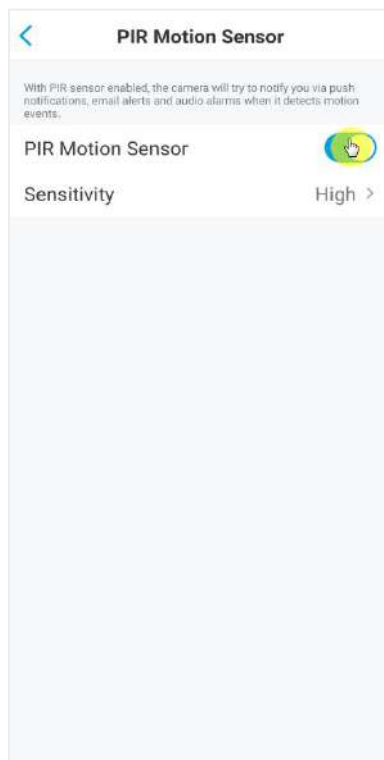 PIR Motion Sensor
With PIR sensor enabled, the camera will try to notify you via push
notifications, email alerts and audio alarms when it detects motion
events.
PIR Motion Sensor
Sensitivity High >